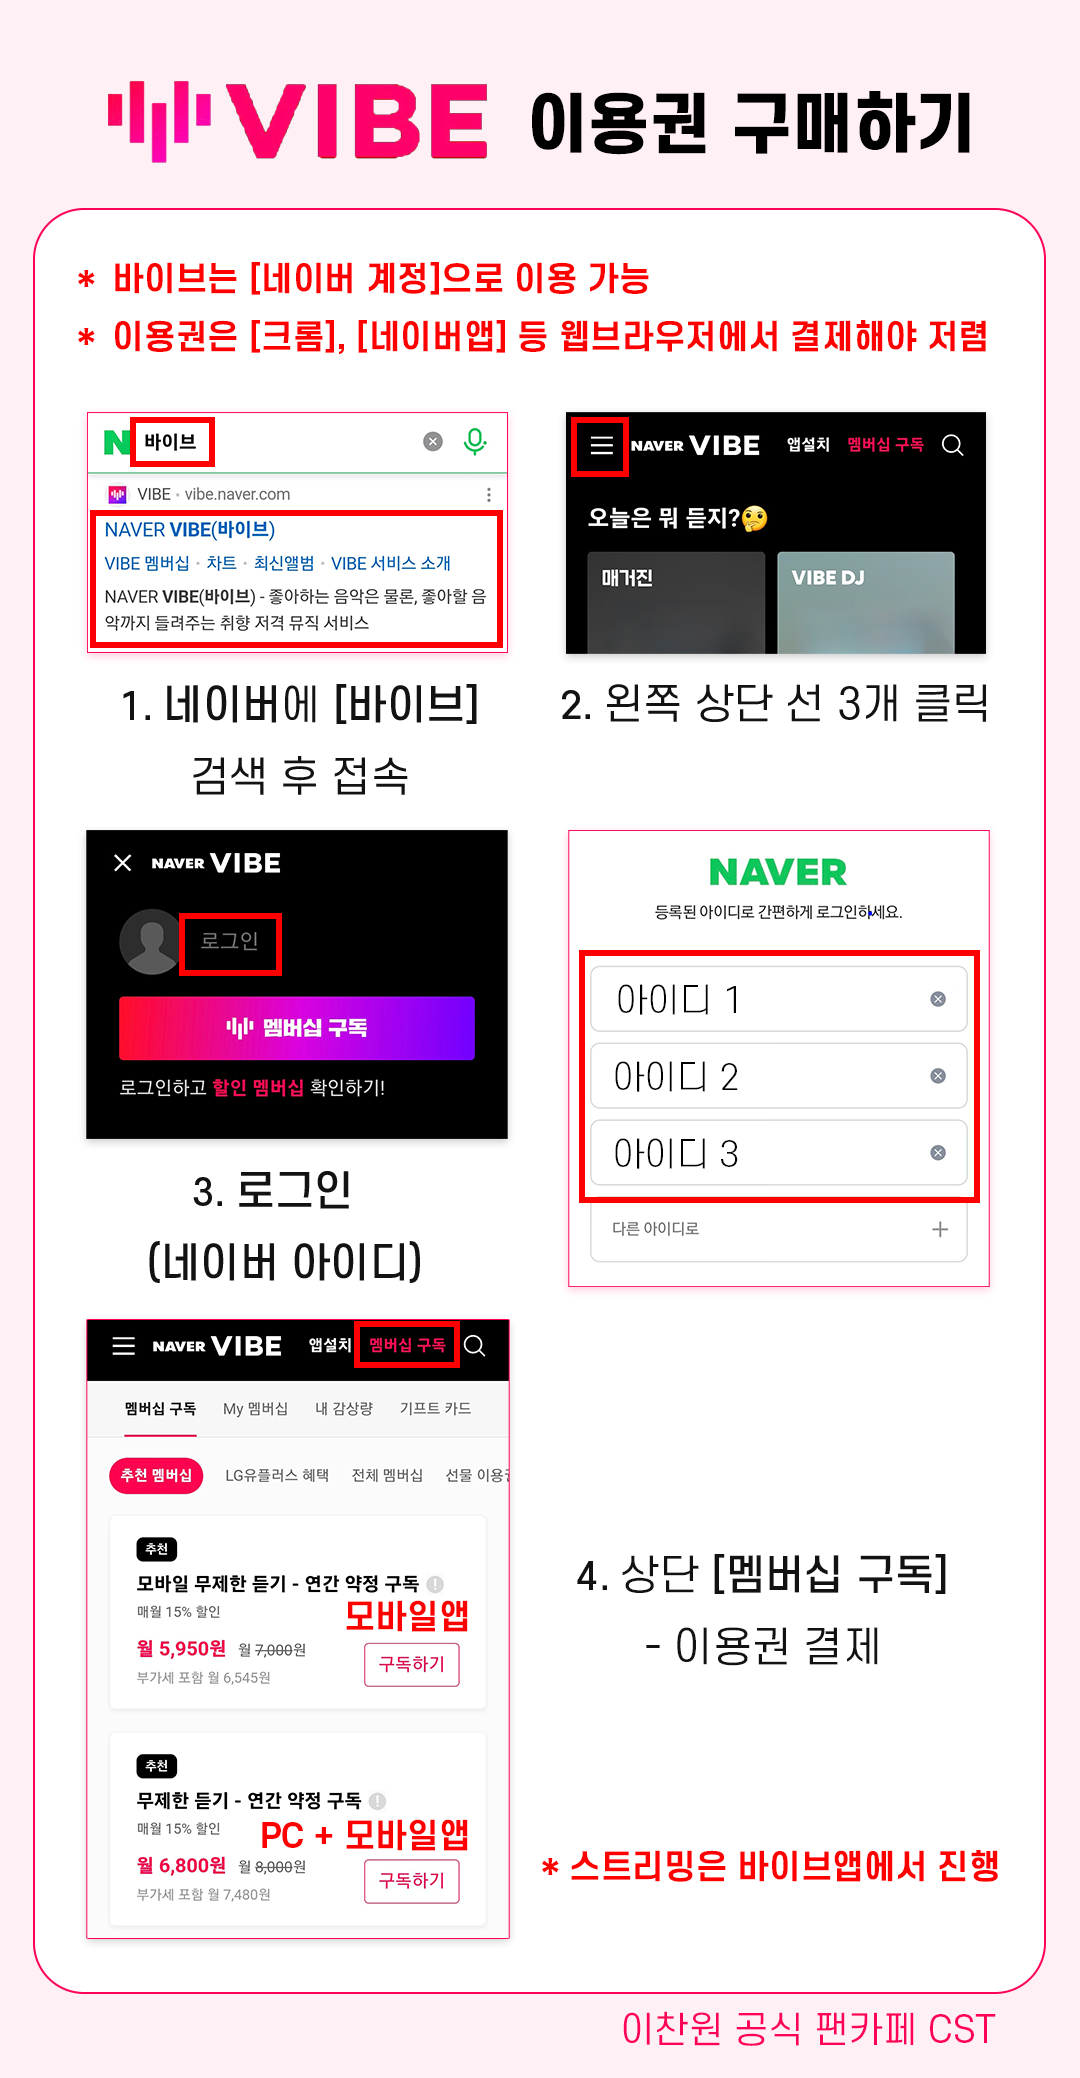 VIBE 이용권 구매하기
* 바이브는 [네이버 계정]으로 이용 가능
* 이용권은 [크롬], [네이버앱] 등 웹브라우저에서 결제해야 저렴
N 바이브
VIBE · vibe.naver.com
NAVER VIBE(바이브)
VIBE 멤버십 · 차트 · 최신앨범 · VIBE 서비스 소개
NAVER VIBE(바이브) - 좋아하는 음악은 물론, 좋아할 음
악까지 들려주는 취향 저격 뮤직 서비스
1. 네이버에 [바이브]
검색 후 접속
NAVER VIBE 앱설치 멤버십 구독
오늘은 뭐 듣지?🤔
매거진
VIBE DJ
2. 왼쪽 상단 선 3개 클릭
NAVER VIBE
로그인
멤버십 구독
로그인하고 할인 멤버십 확인하기!
3. 로그인
(네이버 아이디)
NAVER
등록된 아이디로 간편하게 로그인하세요.
아이디 1
아이디 2
아이디 3
다른 아이디로
NAVER VIBE 앱설치 멤버십 구독
멤버십 구독 My 멤버십 내 감상량 기프트 카드
추천 멤버십 LG유플러스 혜택 전체 멤버십 선물 이용권
추천
모바일 무제한 듣기 - 연간 약정 구독
매월 15% 할인
모바일앱
월 5,950원 월 7,000원
구독하기
부가세 포함 월 6,545원
추천
무제한 듣기 - 연간 약정 구독
매월 15% 할인
PC + 모바일앱
월 6,800원 월 8,000원
구독하기
부가세 포함 월 7,480원
4. 상단 [멤버십 구독]
- 이용권 결제
* 스트리밍은 바이브앱에서 진행
이찬원 공식 팬카페 CST